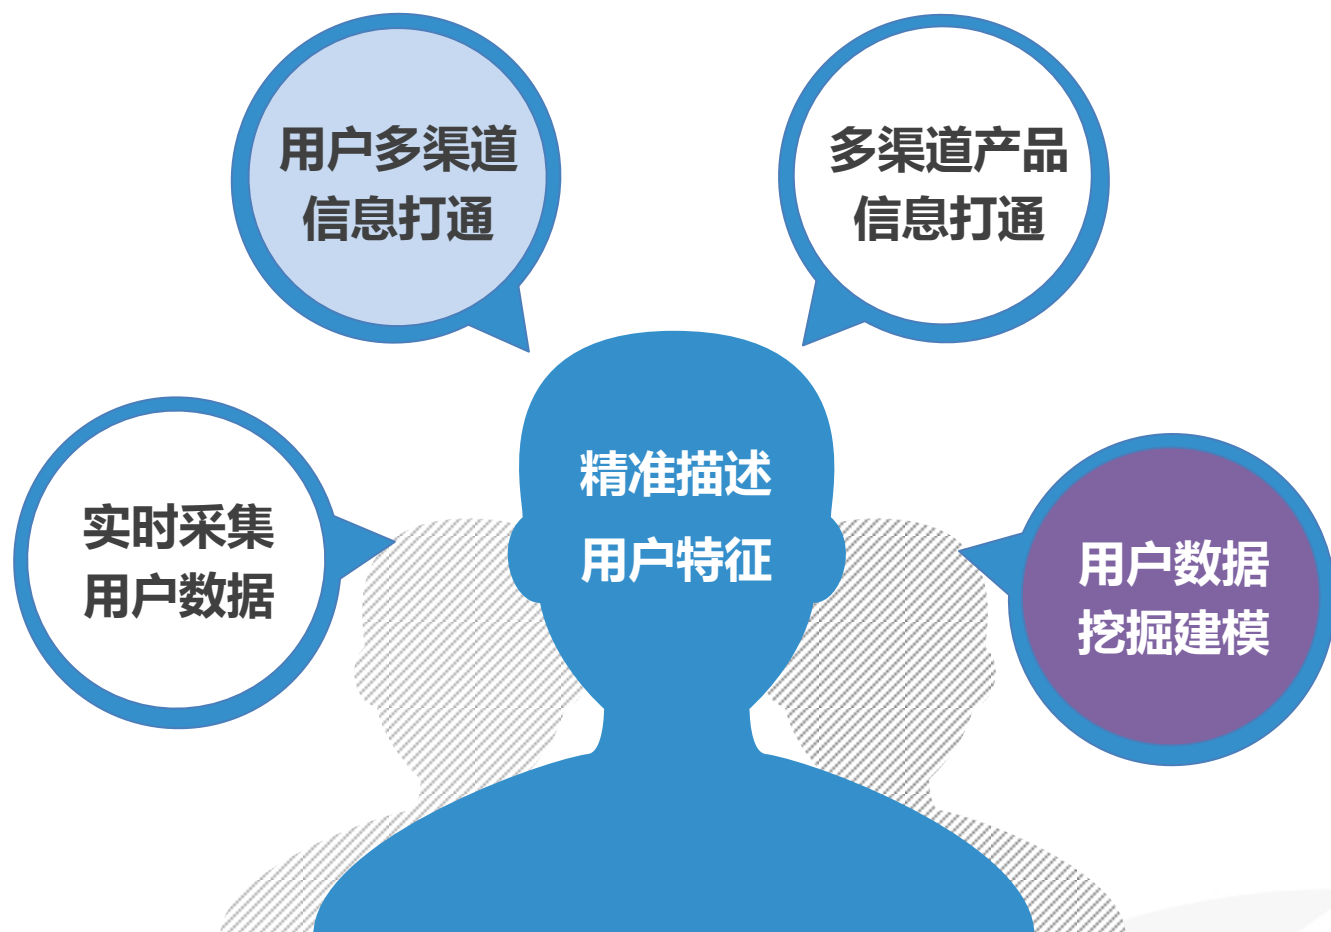 用户多渠道
信息打通
多渠道产品
信息打通
实时采集
用户数据
精准描述
用户特征
用户数据
挖掘建模